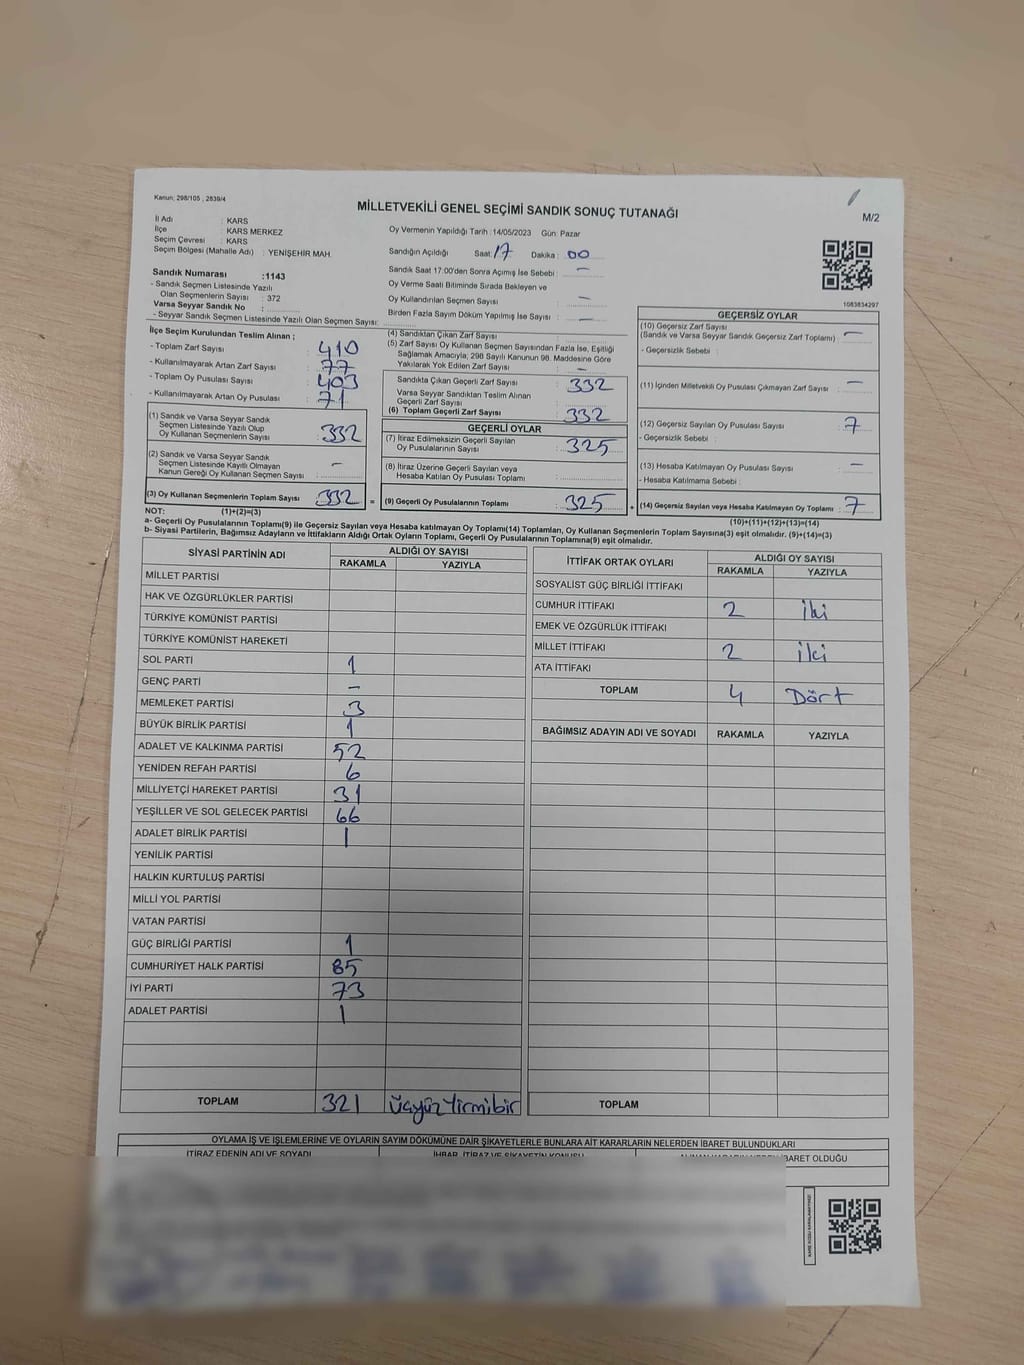 Kanun; 298/105 , 2839/4
MİLLETVEKİLİ GENEL SEÇİMİ SANDIK SONUÇ TUTANAĞI
M/2
İl Adı : KARS
İlçe : KARS MERKEZ
Seçim Çevresi : KARS
Seçim Bölgesi (Mahalle Adı) : YENİŞEHİR MAH.
Oy Vermenin Yapıldığı Tarih :14/05/2023 Gün: Pazar
Sandığın Açıldığı Saat: 17 Dakika : 00
Sandık Saat 17:00'den Sonra Açımış İse Sebebi : -
Oy Verme Saati Bitiminde Sırada Bekleyen ve
Oy Kullandırılan Seçmen Sayısı : -
Birden Fazla Sayım Döküm Yapılmış İse Sayısı : -
1083834297
Sandık Numarası :1143
- Sandık Seçmen Listesinde Yazılı
Olan Seçmenlerin Sayısı : 372
Varsa Seyyar Sandık No :
- Seyyar Sandık Seçmen Listesinde Yazılı Olan Seçmen Sayısı:
İlçe Seçim Kurulundan Teslim Alınan ;
- Toplam Zarf Sayısı : 410
- Kullanılmayarak Artan Zarf Sayısı : 77
- Toplam Oy Pusulası Sayısı : 403
- Kullanılmayarak Artan Oy Pusulası : 71
(1) Sandık ve Varsa Seyyar Sandık
Seçmen Listesinde Yazılı Olup
Oy Kullanan Seçmenlerin Sayısı : 332
(2) Sandık ve Varsa Seyyar Sandık
Seçmen Listesinde Kayıtlı Olmayan
Kanun Gereği Oy Kullanan Seçmen Sayısı : -
(3) Oy Kullanan Seçmenlerin Toplam Sayısı : 332 =
(4) Sandıktan Çıkan Zarf Sayısı :
(5) Zarf Sayısı Oy Kullanan Seçmen Sayısından Fazla İse, Eşitliği
Sağlamak Amacıyla; 298 Sayılı Kanunun 98. Maddesine Göre
Yakılarak Yok Edilen Zarf Sayısı : -
Sandıkta Çıkan Geçerli Zarf Sayısı : 332
Varsa Seyyar Sandıktan Teslim Alınan
Geçerli Zarf Sayısı :
(6) Toplam Geçerli Zarf Sayısı : 332
GEÇERLİ OYLAR
(7) İtiraz Edilmeksizin Geçerli Sayılan
Oy Pusulalarının Sayısı : 325
(8) İtiraz Üzerine Geçerli Sayılan veya
Hesaba Katılan Oy Pusulası Toplamı :
(9) Geçerli Oy Pusulalarının Toplamı : 325 +
GEÇERSİZ OYLAR
(10) Geçersiz Zarf Sayısı
(Sandık ve Varsa Seyyar Sandık Geçersiz Zarf Toplamı) : -
- Geçersizlik Sebebi :
(11) İçinden Milletvekili Oy Pusulası Çıkmayan Zarf Sayısı : -
(12) Geçersiz Sayılan Oy Pusulası Sayısı : 7
- Geçersizlik Sebebi :
(13) Hesaba Katılmayan Oy Pusulası Sayısı : -
- Hesaba Katılmama Sebebi :
(14) Geçersiz Sayılan veya Hesaba Katılmayan Oy Toplamı : 7
NOT: (1)+(2)=(3)
(10)+(11)+(12)+(13)=(14)
a- Geçerli Oy Pusulalarının Toplamı(9) ile Geçersiz Sayılan veya Hesaba katılmayan Oy Toplamı(14) Toplamları, Oy Kullanan Seçmenlerin Toplam Sayısına(3) eşit olmalıdır. (9)+(14)=(3)
b- Siyasi Partilerin, Bağımsız Adayların ve İttifakların Aldığı Ortak Oyların Toplamı, Geçerli Oy Pusulalarının Toplamına(9) eşit olmalıdır.
SİYASİ PARTİNİN ADI
ALDIĞI OY SAYISI
RAKAMLA YAZIYLA
MİLLET PARTİSİ
HAK VE ÖZGÜRLÜKLER PARTİSİ
TÜRKİYE KOMÜNİST PARTİSİ
TÜRKİYE KOMÜNİST HAREKETİ
SOL PARTİ 1
GENÇ PARTİ -
MEMLEKET PARTİSİ 3
BÜYÜK BİRLİK PARTİSİ 1
ADALET VE KALKINMA PARTİSİ 52
YENİDEN REFAH PARTİSİ 6
MİLLİYETÇİ HAREKET PARTİSİ 31
YEŞİLLER VE SOL GELECEK PARTİSİ 66
ADALET BİRLİK PARTİSİ 1
YENİLİK PARTİSİ
HALKIN KURTULUŞ PARTİSİ
MİLLİ YOL PARTİSİ
VATAN PARTİSİ
GÜÇ BİRLİĞİ PARTİSİ 1
CUMHURİYET HALK PARTİSİ 85
İYİ PARTİ 73
ADALET PARTİSİ 1
TOPLAM 321 üçyüzYirmibir
İTTİFAK ORTAK OYLARI
ALDIĞI OY SAYISI
RAKAMLA YAZIYLA
SOSYALİST GÜÇ BİRLİĞİ İTTİFAKI
CUMHUR İTTİFAKI 2 iki
EMEK VE ÖZGÜRLÜK İTTİFAKI
MİLLET İTTİFAKI 2 iki
ATA İTTİFAKI
TOPLAM 4 Dört
BAĞIMSIZ ADAYIN ADI VE SOYADI RAKAMLA YAZIYLA
TOPLAM
OYLAMA İŞ VE İŞLEMLERİNE VE OYLARIN SAYIM DÖKÜMÜNE DAİR ŞİKAYETLERLE BUNLARA AİT KARARLARIN NELERDEN İBARET BULUNDUKLARI
İTİRAZ EDENİN ADI VE SOYADI İHBAR, İTİRAZ VE ŞİKAYETİN KONUSU İBARET OLDUĞU